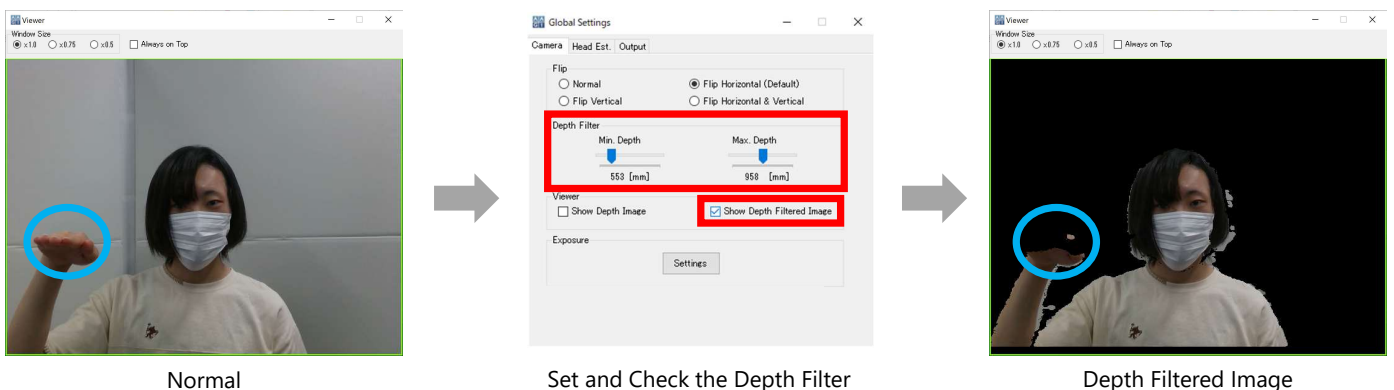 Viewer
Window Size
x1.0 x0.75 x0.5 Always on Top
Normal
Global Settings
Camera Head Est. Output
Flip
Normal Flip Horizontal (Default)
Flip Vertical Flip Horizontal & Vertical
Depth Filter
Min. Depth Max. Depth
553 [mm] 958 [mm]
Viewer
Show Depth Image Show Depth Filtered Image
Exposure
Settings
Set and Check the Depth Filter
Viewer
Window Size
x1.0 x0.75 x0.5 Always on Top
Depth Filtered Image